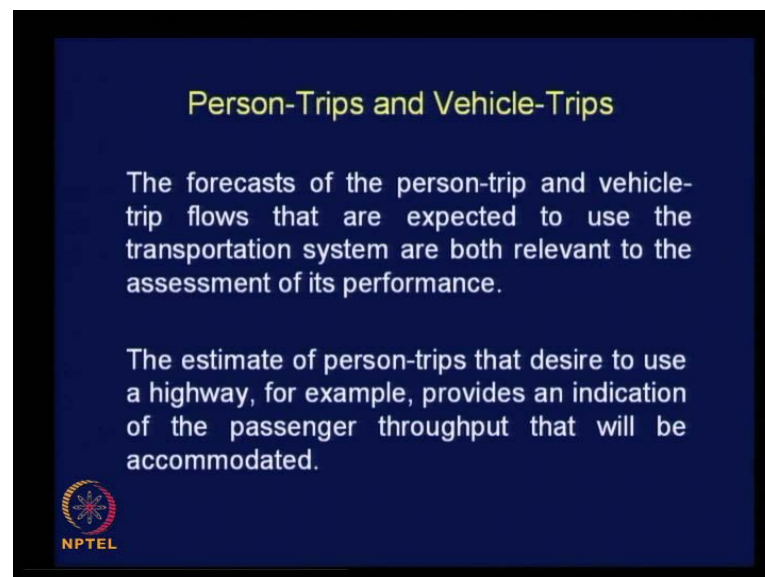 Person-Trips and Vehicle-Trips
The forecasts of the person-trip and vehicle-
trip flows that are expected to use the
transportation system are both relevant to the
assessment of its performance.
The estimate of person-trips that desire to use
a highway, for example, provides an indication
of the passenger throughput that will be
accommodated.
NPTEL